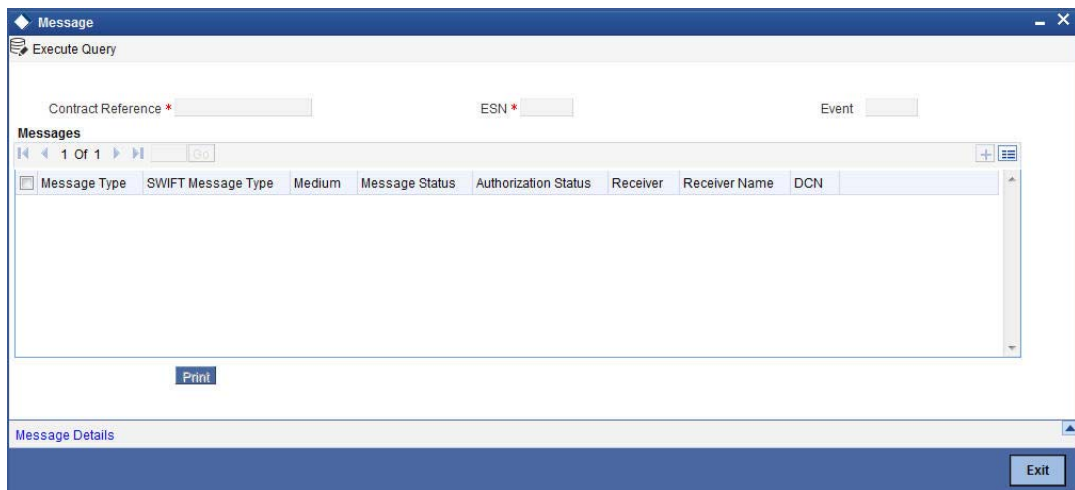 Message
Execute Query
Contract Reference * ESN * Event
Messages
1 Of 1 Go
Message Type SWIFT Message Type Medium Message Status Authorization Status Receiver Receiver Name DCN
Print
Message Details
Exit